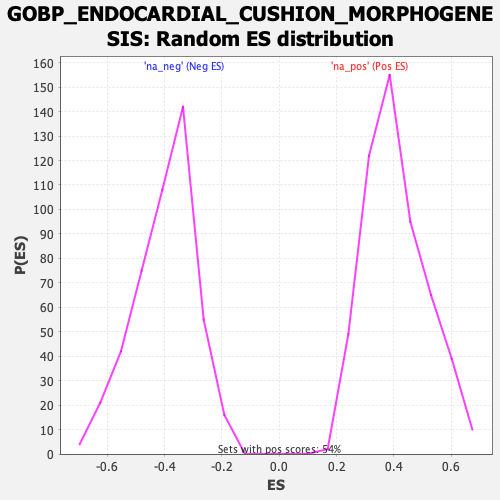 GOBP_ENDOCARDIAL_CUSHION_MORPHOGENE
SIS: Random ES distribution
'na_neg' (Neg ES)
'na_pos' (Pos ES)
160
150
140
130
120
110
100
90
80
70
60
50
40
30
20
10
0
P(ES)
Sets with pos scores: 54%
-0.6 -0.4 -0.2 0.0 0.2 0.4 0.6
ES